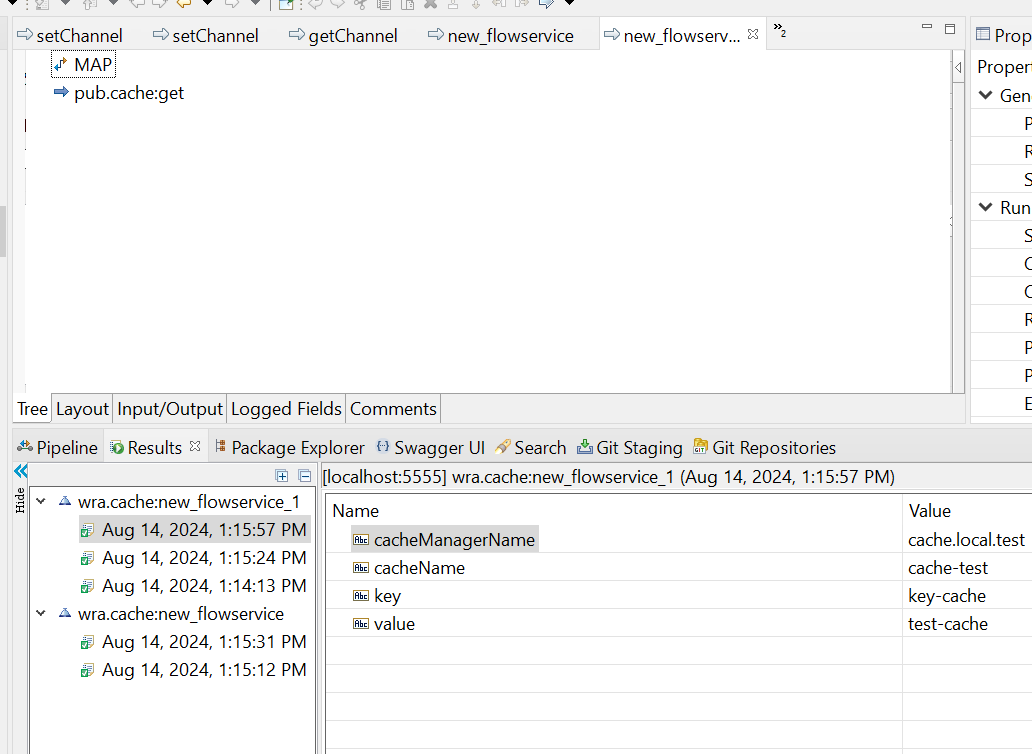 setChannel setChannel getChannel new_flowservice new_flowserv... »2
Prop
MAP
Propert
pub.cache:get
Gen
P
R
S
Run
S
C
C
R
P
P
E
Tree Layout Input/Output Logged Fields Comments
Pipeline Results Package Explorer Swagger UI Search Git Staging Git Repositories
Hide
[localhost:5555] wra.cache:new_flowservice_1 (Aug 14, 2024, 1:15:57 PM)
wra.cache:new_flowservice_1
Aug 14, 2024, 1:15:57 PM
Aug 14, 2024, 1:15:24 PM
Aug 14, 2024, 1:14:13 PM
wra.cache:new_flowservice
Aug 14, 2024, 1:15:31 PM
Aug 14, 2024, 1:15:12 PM
Name Value
Abc cacheManagerName cache.local.test
Abc cacheName cache-test
Abc key key-cache
Abc value test-cache